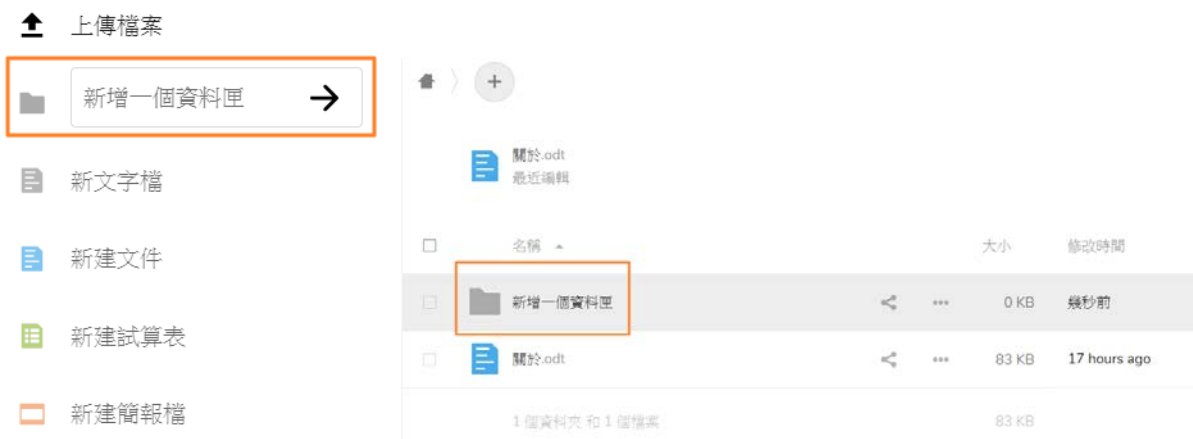 上傳檔案
新增一個資料匣
新文字檔
新建文件
新建試算表
新建簡報檔
關於.odt
最近編輯
名稱 大小 修改時間
新增一個資料匣 0 KB 幾秒前
關於.odt 83 KB 17 hours ago
1 個資料夾 和 1 個檔案 83 KB